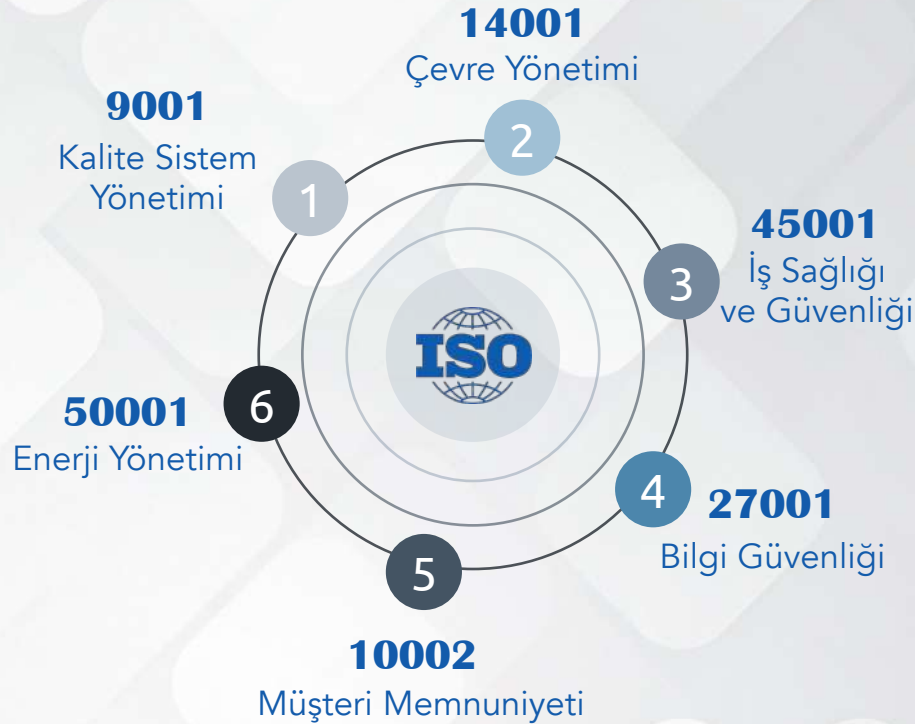 14001
Çevre Yönetimi
2
9001
Kalite Sistem
Yönetimi
1
45001
İş Sağlığı
ve Güvenliği
3
ISO
6
50001
Enerji Yönetimi
4
27001
Bilgi Güvenliği
5
10002
Müşteri Memnuniyeti